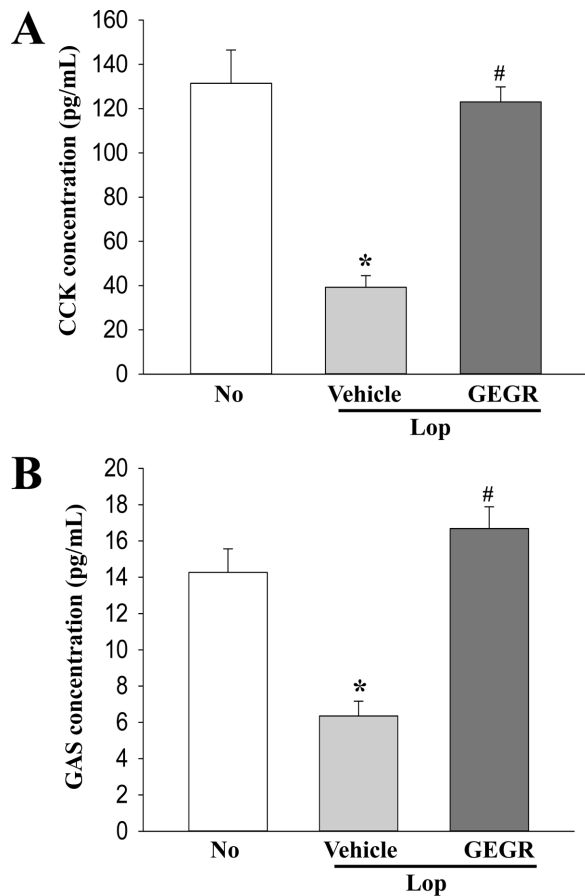 A
CCK concentration (pg/mL)
160
140
120
100
80
60
40
20
0
*
#
No
Vehicle
GEGR
Lop
B
GAS concentration (pg/mL)
20
18
16
14
12
10
8
6
4
2
0
*
#
No
Vehicle
GEGR
Lop